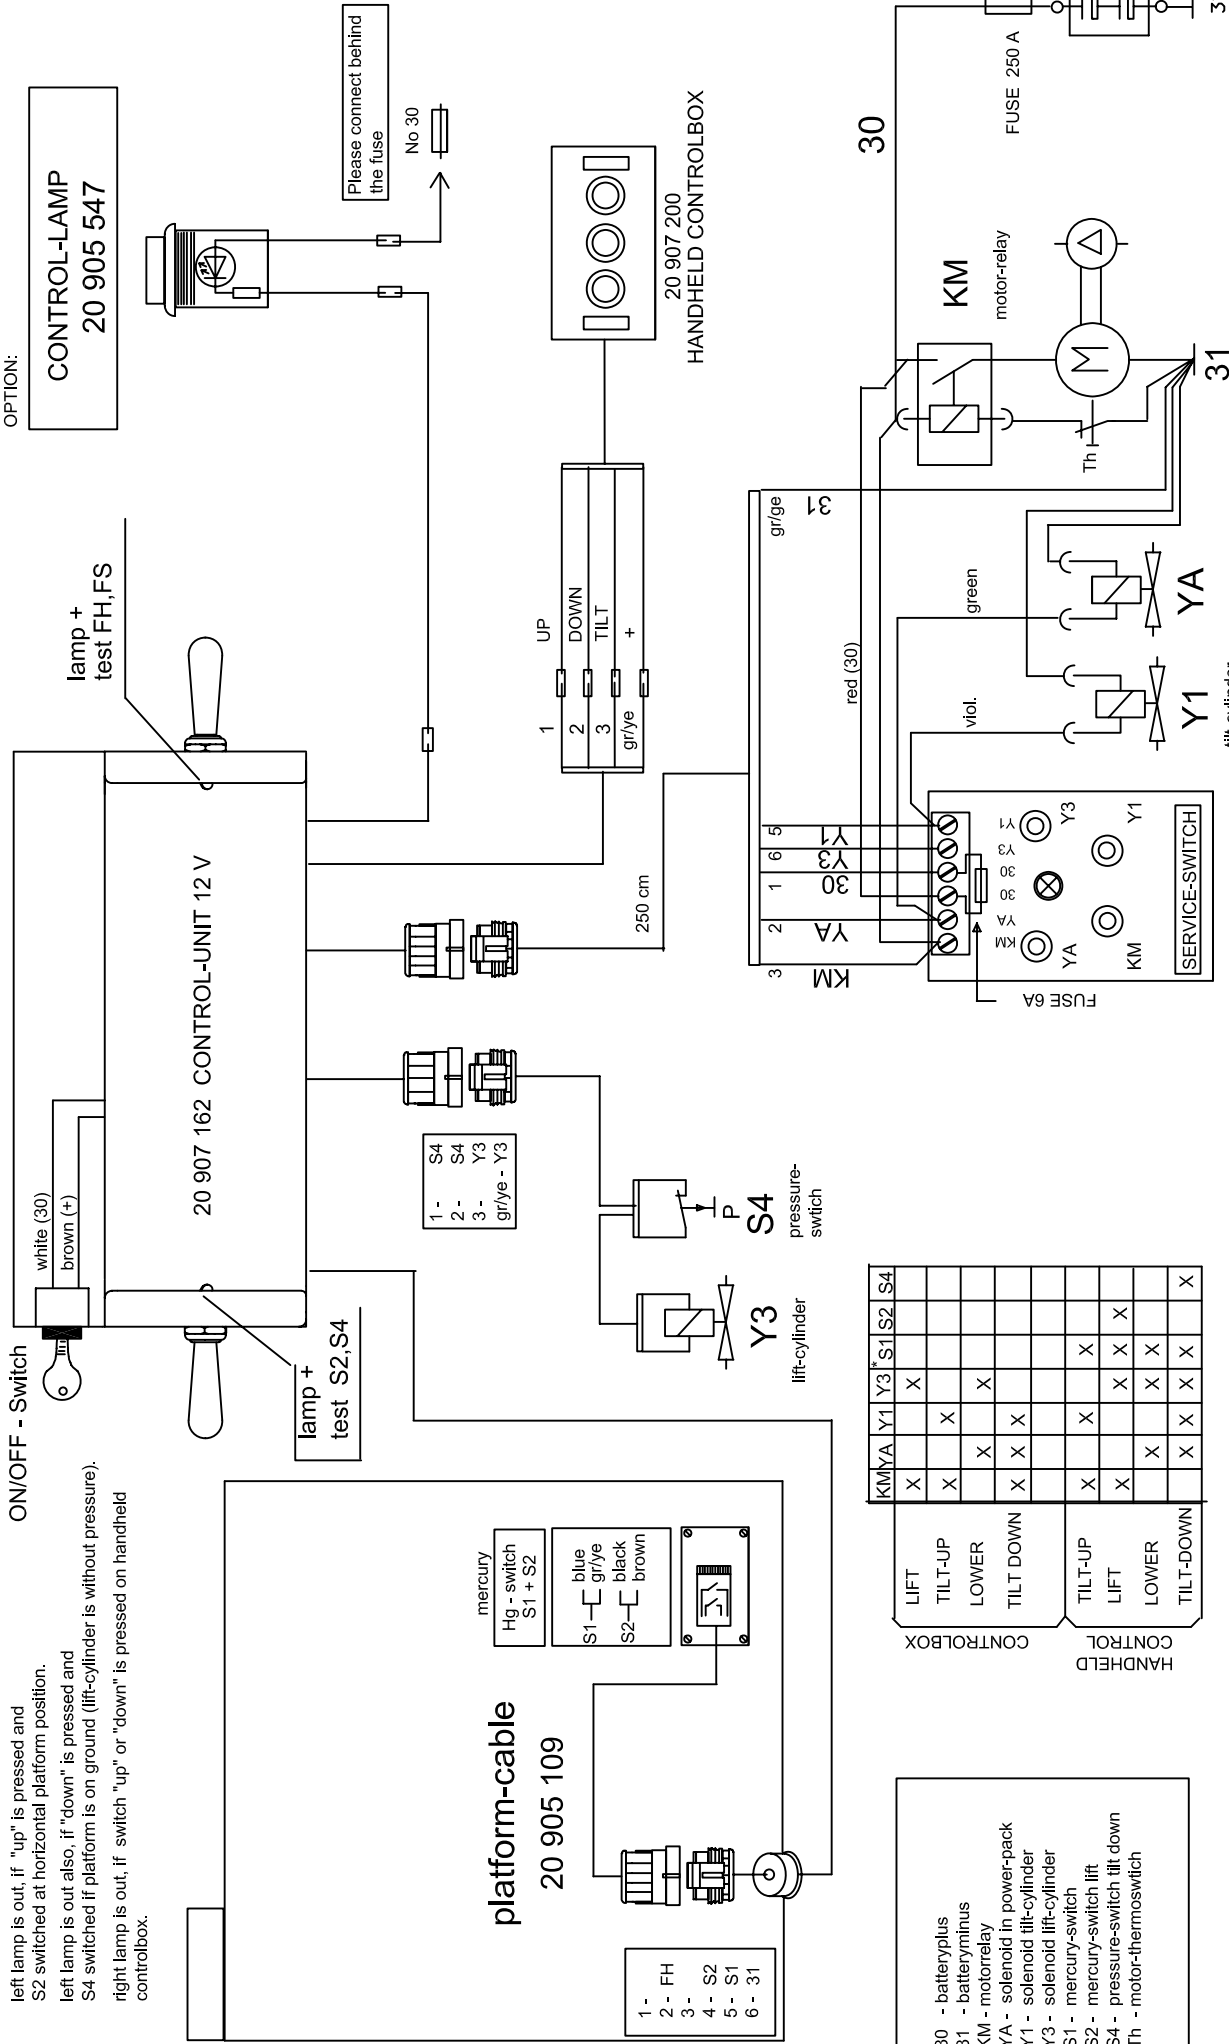 left lamp is out, if "up" is pressed and
S2 switched at horizontal platform position.
left lamp is out also, if "down" is pressed and
S4 switched if platform is on ground (lift-cylinder is without pressure).
right lamp is out, if switch "up" or "down" is pressed on handheld
controlbox.
ON/OFF - Switch
white (30)
brown (+)
20 907 162 CONTROL-UNIT 12 V
lamp +
test S2,S4
lamp +
test FH,FS
OPTION:
CONTROL-LAMP
20 905 547
Please connect behind
the fuse
No 30
platform-cable
20 905 109
mercury
Hg - switch
S1 + S2
S1
blue
gr/ye
S2
black
brown
1 -
2 - FH
3 -
4 - S2
5 - S1
6 - 31
1 - S4
2 - S4
3 - Y3
gr/ye - Y3
Y3
lift-cylinder
P
S4
pressure-
swtich
250 cm
1 UP
2 DOWN
3 TILT
gr/ye +
20 907 200
HANDHELD CONTROLBOX
3 KM
2 YA
1 30
6 Y3
5 Y1
gr/ge
31
red (30)
viol.
green
KM
YA
30
30
Y3
Y1
YA
Y3
KM
Y1
SERVICE-SWITCH
FUSE 6A
Y1
YA
KM
motor-relay
M
Th
30
31
FUSE 250 A
KM YA Y1 Y3 *S1 S2 S4
CONTROLBOX
LIFT X X
TILT-UP X X
LOWER X X
TILT DOWN X X X
HANDHELD
CONTROL
TILT-UP X X X
LIFT X X X X
LOWER X X X
TILT-DOWN X X X X X X
- batteryplus
- batteryminus
KM - motorrelay
YA - solenoid in power-pack
Y1 - solenoid tilt-cylinder
Y3 - solenoid lift-cylinder
S1 - mercury-switch
S2 - mercury-switch lift
S4 - pressure-switch tilt down
Th - motor-thermoswtich